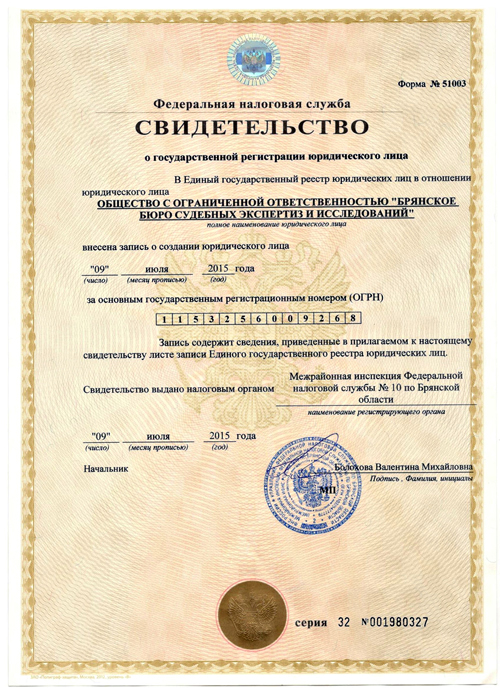 Форма № 51003
Федеральная налоговая служба
СВИДЕТЕЛЬСТВО
о государственной регистрации юридического лица
В Единый государственный реестр юридических лиц в отношении
юридического лица
ОБЩЕСТВО С ОГРАНИЧЕННОЙ ОТВЕТСТВЕННОСТЬЮ "БРЯНСКОЕ
БЮРО СУДЕБНЫХ ЭКСПЕРТИЗ И ИССЛЕДОВАНИЙ"
полное наименование юридического лица
внесена запись о создании юридического лица
"09" июля 2015 года
(число) (месяц прописью) (год)
за основным государственным регистрационным номером (ОГРН)
1 1 5 3 2 5 6 0 0 9 2 6 8
Запись содержит сведения, приведенные в прилагаемом к настоящему
свидетельству листе записи Единого государственного реестра юридических лиц.
Свидетельство выдано налоговым органом
Межрайонная инспекция Федеральной
налоговой службы № 10 по Брянской
области
наименование регистрирующего органа
"09" июля 2015 года
(число) (месяц прописью) (год)
Начальник
Болохова Валентина Михайловна
Подпись , Фамилия, инициалы
МП
серия 32 №001980327